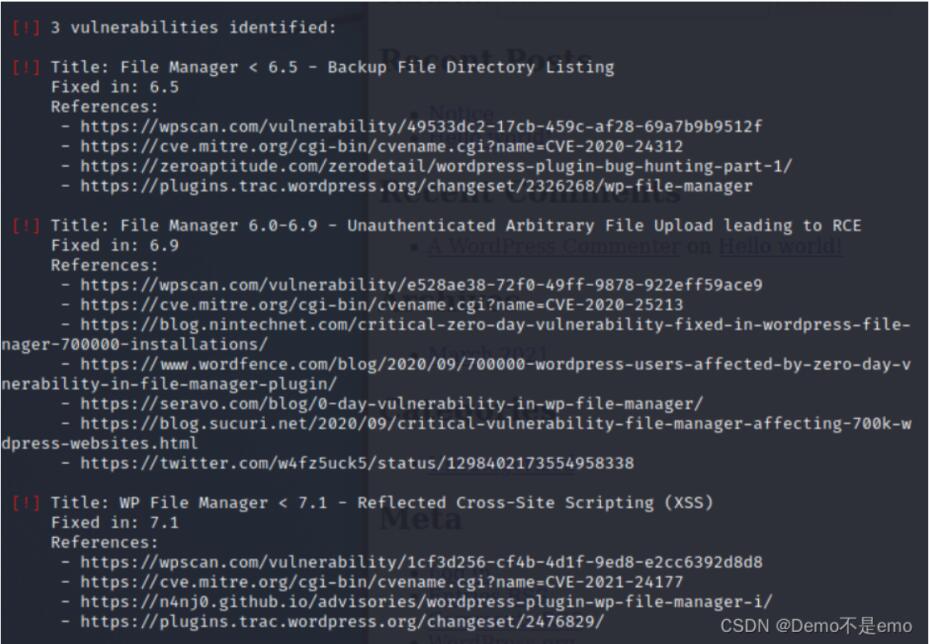 [!] 3 vulnerabilities identified:
[!] Title: File Manager < 6.5 - Backup File Directory Listing
Fixed in: 6.5
References:
- https://wpscan.com/vulnerability/49533dc2-17cb-459c-af28-69a7b9b9512f
- https://cve.mitre.org/cgi-bin/cvename.cgi?name=CVE-2020-24312
- https://zeroaptitude.com/zerodetail/wordpress-plugin-bug-hunting-part-1/
- https://plugins.trac.wordpress.org/changeset/2326268/wp-file-manager
[!] Title: File Manager 6.0-6.9 - Unauthenticated Arbitrary File Upload leading to RCE
Fixed in: 6.9
References:
- https://wpscan.com/vulnerability/e528ae38-72f0-49ff-9878-922eff59ace9
- https://cve.mitre.org/cgi-bin/cvename.cgi?name=CVE-2020-25213
- https://blog.nintechnet.com/critical-zero-day-vulnerability-fixed-in-wordpress-file-
nager-700000-installations/
- https://www.wordfence.com/blog/2020/09/700000-wordpress-users-affected-by-zero-day-v
nerability-in-file-manager-plugin/
- https://seravo.com/blog/0-day-vulnerability-in-wp-file-manager/
- https://blog.sucuri.net/2020/09/critical-vulnerability-file-manager-affecting-700k-w
dpress-websites.html
- https://twitter.com/w4fz5uck5/status/1298402173554958338
[!] Title: WP File Manager < 7.1 - Reflected Cross-Site Scripting (XSS)
Fixed in: 7.1
References:
- https://wpscan.com/vulnerability/1cf3d256-cf4b-4d1f-9ed8-e2cc6392d8d8
- https://cve.mitre.org/cgi-bin/cvename.cgi?name=CVE-2021-24177
- https://n4nj0.github.io/advisories/wordpress-plugin-wp-file-manager-i/
- https://plugins.trac.wordpress.org/changeset/2476829/
Recent Posts
Notice
Recent Comments
A WordPress Commenter on Hello world!
March 2021
Meta
WordPress.org
CSDN @Demo不是emo